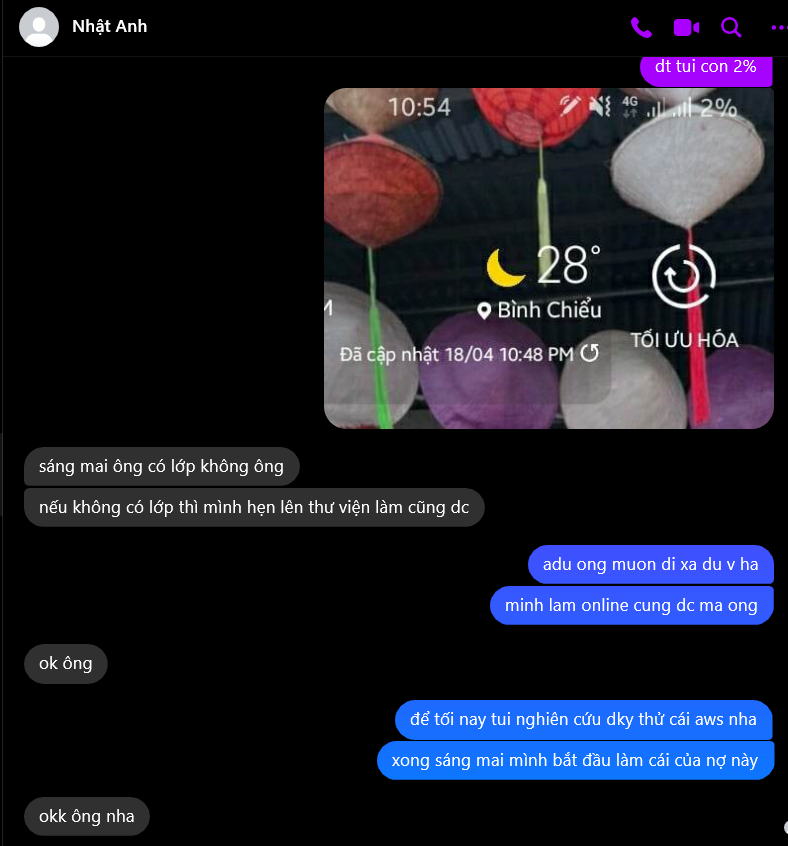 Nhật Anh
dt tui con 2%
10:54
4G
2%
28°
M
Bình Chiểu
TỐI ƯU HÓA
Đã cập nhật 18/04 10:48 PM
sáng mai ông có lớp không ông
nếu không có lớp thì mình hẹn lên thư viện làm cũng dc
adu ong muon di xa du v ha
minh lam online cung dc ma ong
ok ông
để tối nay tui nghiên cứu dky thử cái aws nha
xong sáng mai mình bắt đầu làm cái của nợ này
okk ông nha